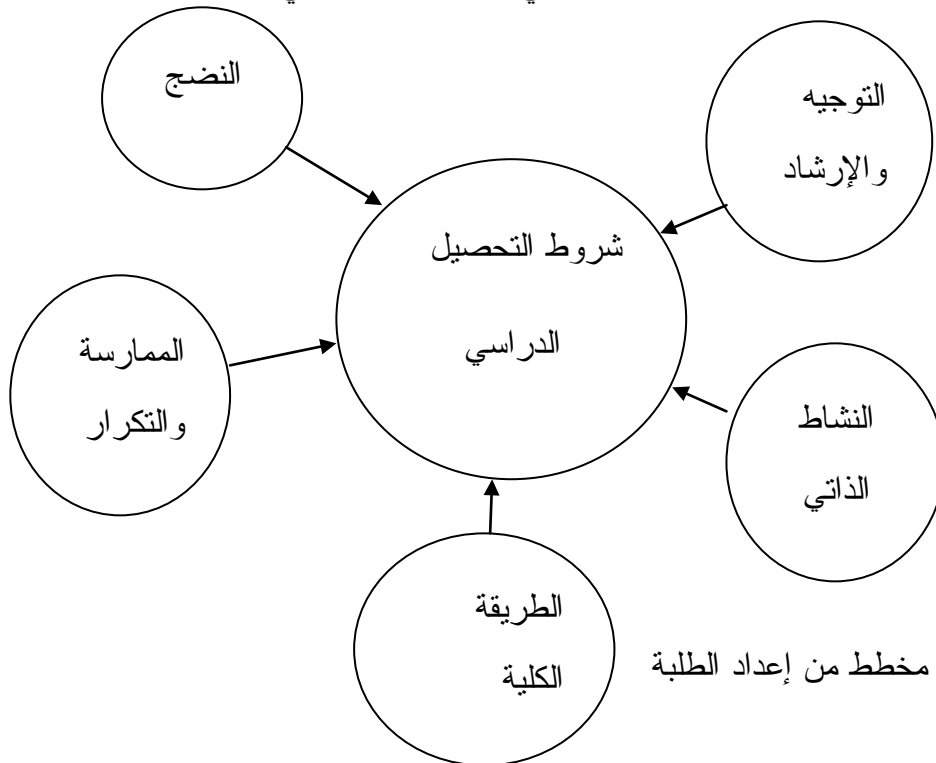 النضج
التوجيه
والإرشاد
شروط التحصيل
الدراسي
الممارسة
والتكرار
النشاط
الذاتي
الطريقة
الكلية
مخطط من إعداد الطلبة